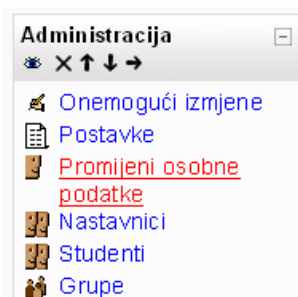 Administracija
Onemogući izmjene
Postavke
Promijeni osobne
podatke
Nastavnici
Studenti
Grupe